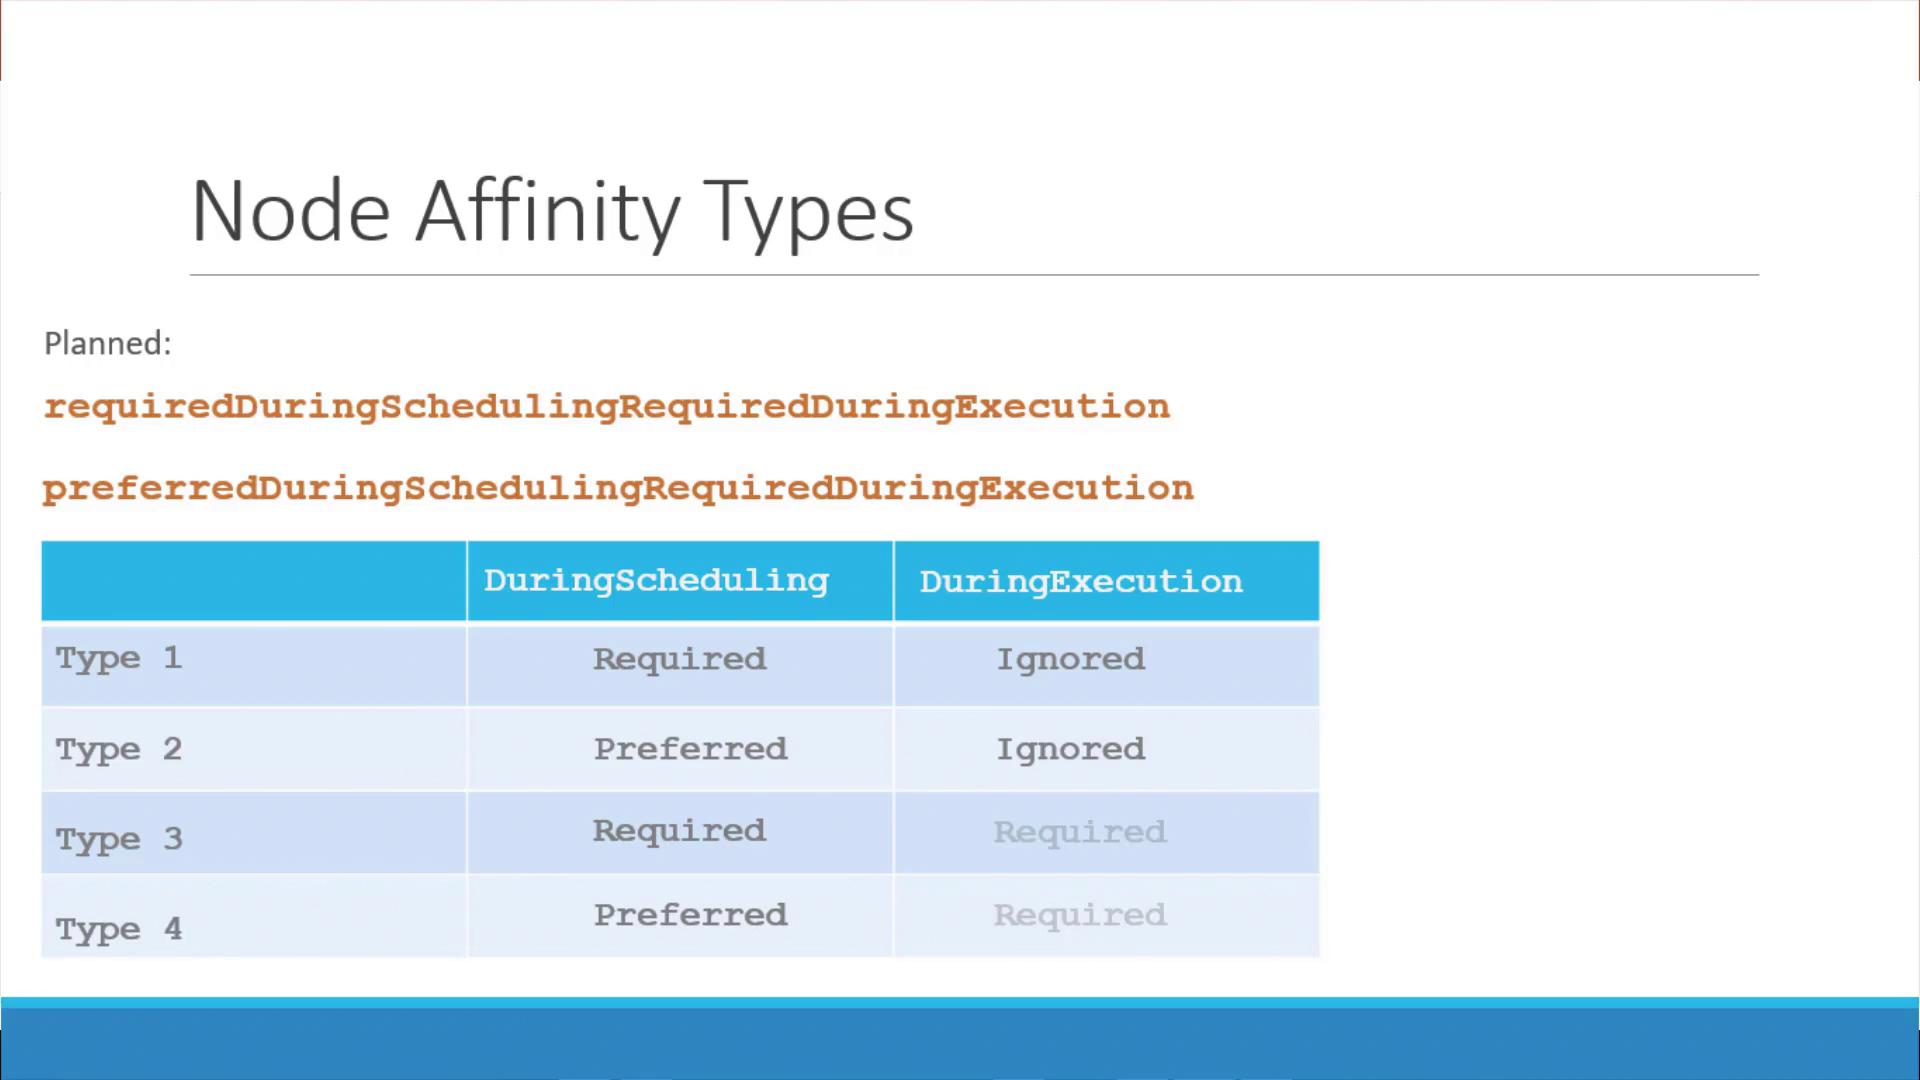 Node Affinity Types
Planned:
requiredDuringSchedulingRequiredDuringExecution
preferredDuringSchedulingRequiredDuringExecution
DuringScheduling DuringExecution
Type 1 Required Ignored
Type 2 Preferred Ignored
Type 3 Required Required
Type 4 Preferred Required